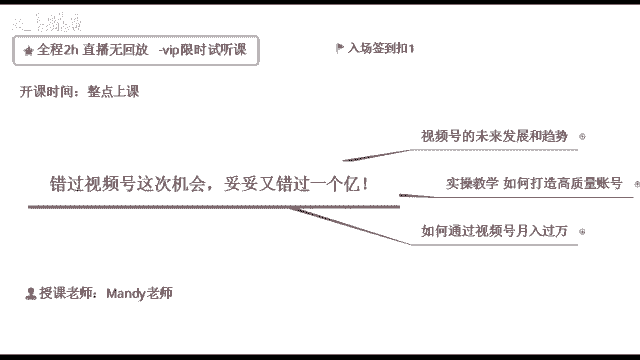 全程2h 直播无回放 -vip限时试听课
入场签到扣1
开课时间：整点上课
视频号的未来发展和趋势
错过视频号这次机会，妥妥又错过一个亿！
实操教学 如何打造高质量账号
如何通过视频号月入过万
授课老师：Mandy老师